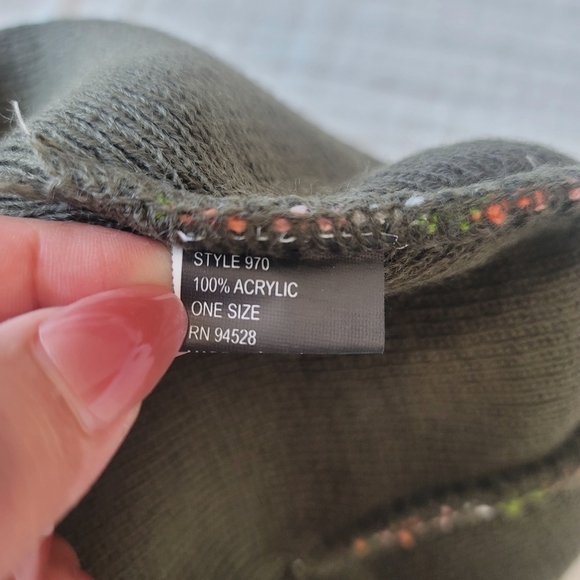 STYLE 970
100% ACRYLIC
ONE SIZE
RN 94528